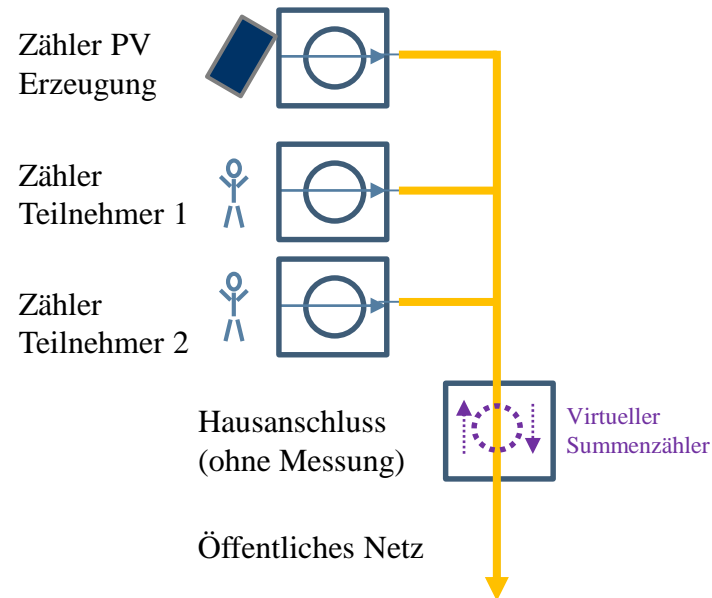 Zähler PV
Erzeugung
Zähler
Teilnehmer 1
Zähler
Teilnehmer 2
Hausanschluss
(ohne Messung)
Virtueller
Summenzähler
Öffentliches Netz